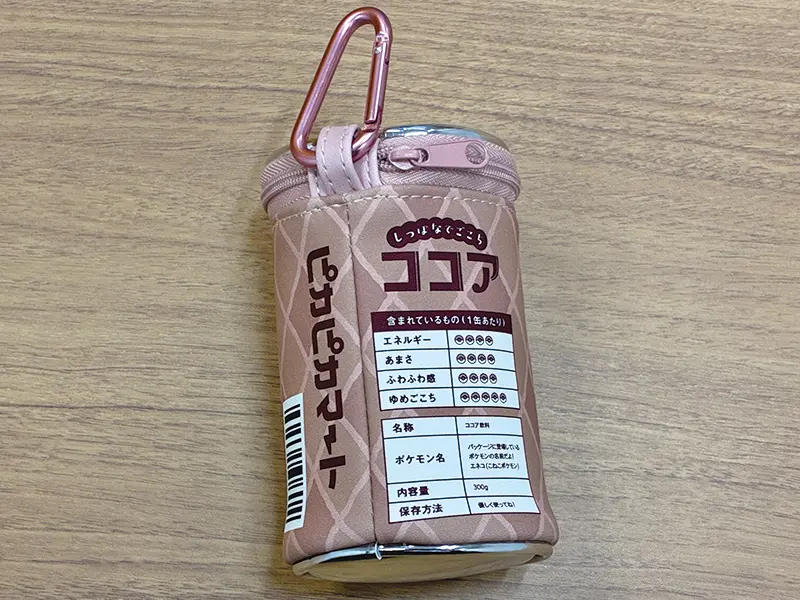 ピカピカマート
しっぽなでごこち
ココア
含まれているもの(1缶あたり)
エネルギー
あまさ
ふわふわ感
ゆめごこち
名称 ココア飲料
ポケモン名 パッケージに登場している
ポケモンの名前だよ!
エネコ(こねこポケモン)
内容量 300g
保存方法 優しく使ってね!